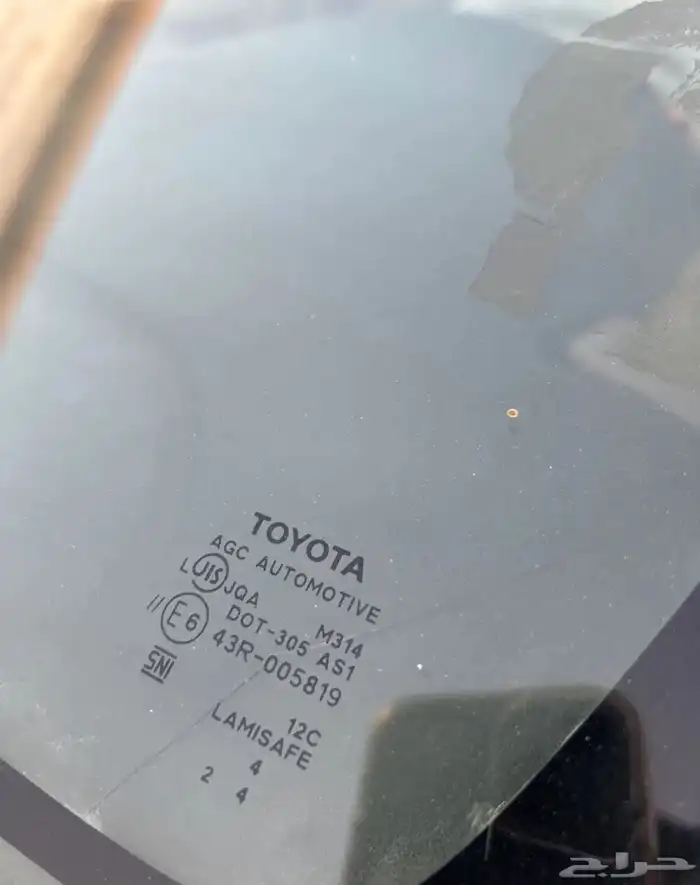 TOYOTA
AGC AUTOMOTIVE
L JIS JQA M314
DOT-305 AS1
II E6 43R-005819
SNI
12C
LAMISAFE
4
2 4
حراج